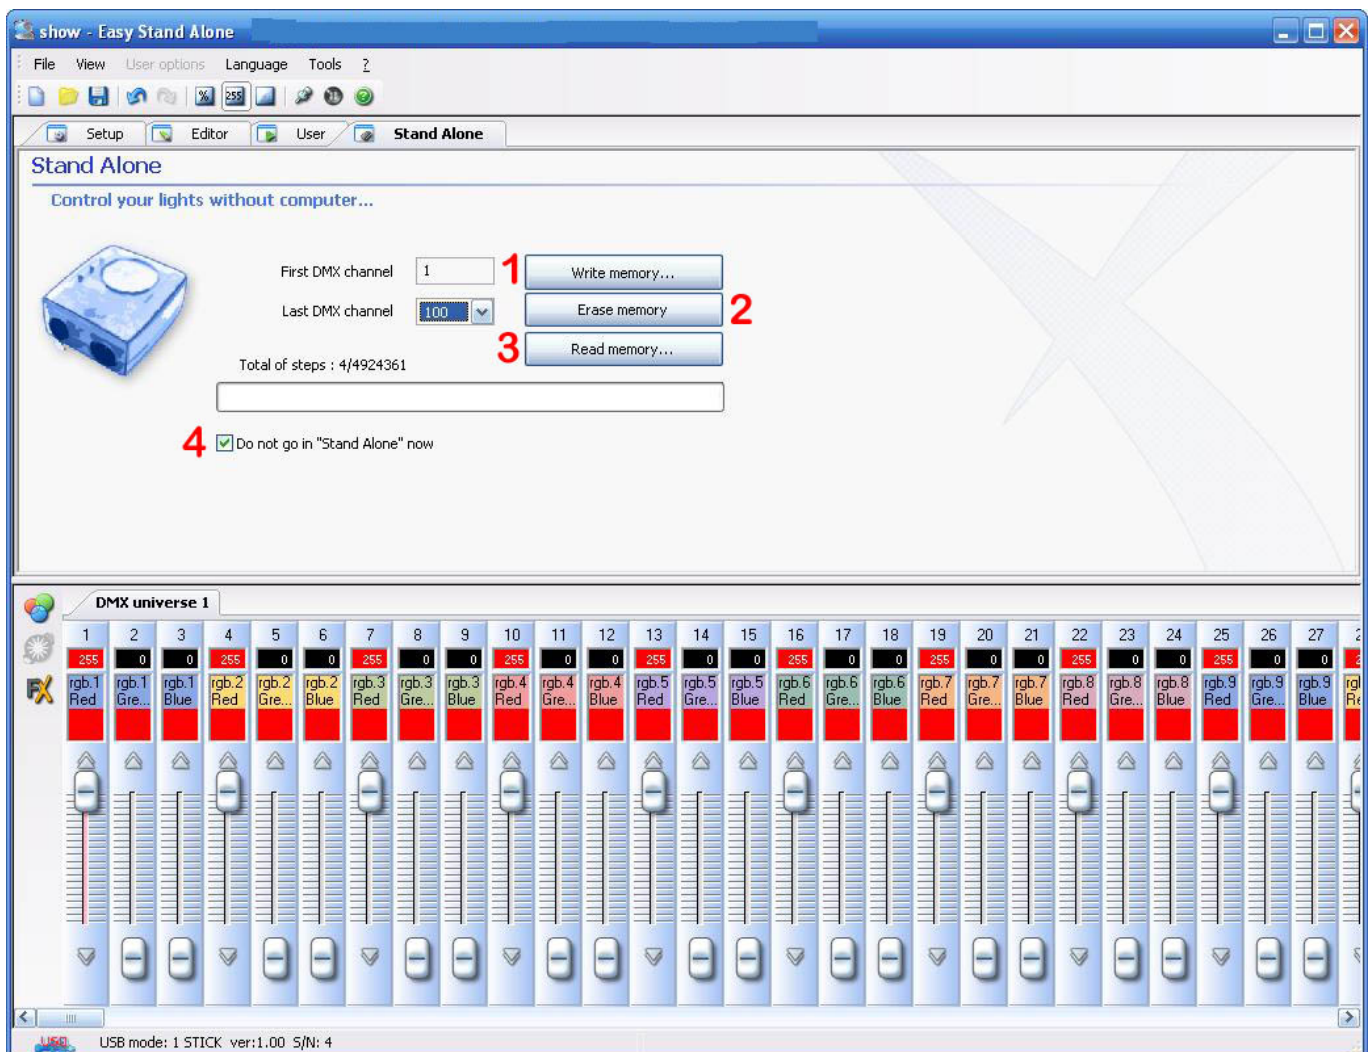 show - Easy Stand Alone
File View User options Language Tools ?
% 255
Setup Editor User Stand Alone
Stand Alone
Control your lights without computer...
First DMX channel 1 1 Write memory...
Last DMX channel 100 Erase memory 2
3 Read memory...
Total of steps : 4/4924361
4 Do not go in "Stand Alone" now
DMX universe 1
1 2 3 4 5 6 7 8 9 10 11 12 13 14 15 16 17 18 19 20 21 22 23 24 25 26 27
255 0 0 255 0 0 255 0 0 255 0 0 255 0 0 255 0 0 255 0 0 255 0 0 255 0 0
rgb.1 rgb.1 rgb.1 rgb.2 rgb.2 rgb.2 rgb.3 rgb.3 rgb.3 rgb.4 rgb.4 rgb.4 rgb.5 rgb.5 rgb.5 rgb.6 rgb.6 rgb.6 rgb.7 rgb.7 rgb.7 rgb.8 rgb.8 rgb.8 rgb.9 rgb.9 rgb.9
Red Gre... Blue Red Gre... Blue Red Gre... Blue Red Gre... Blue Red Gre... Blue Red Gre... Blue Red Gre... Blue Red Gre... Blue Red Gre... Blue
FX
USB USB mode: 1 STICK ver:1.00 S/N: 4